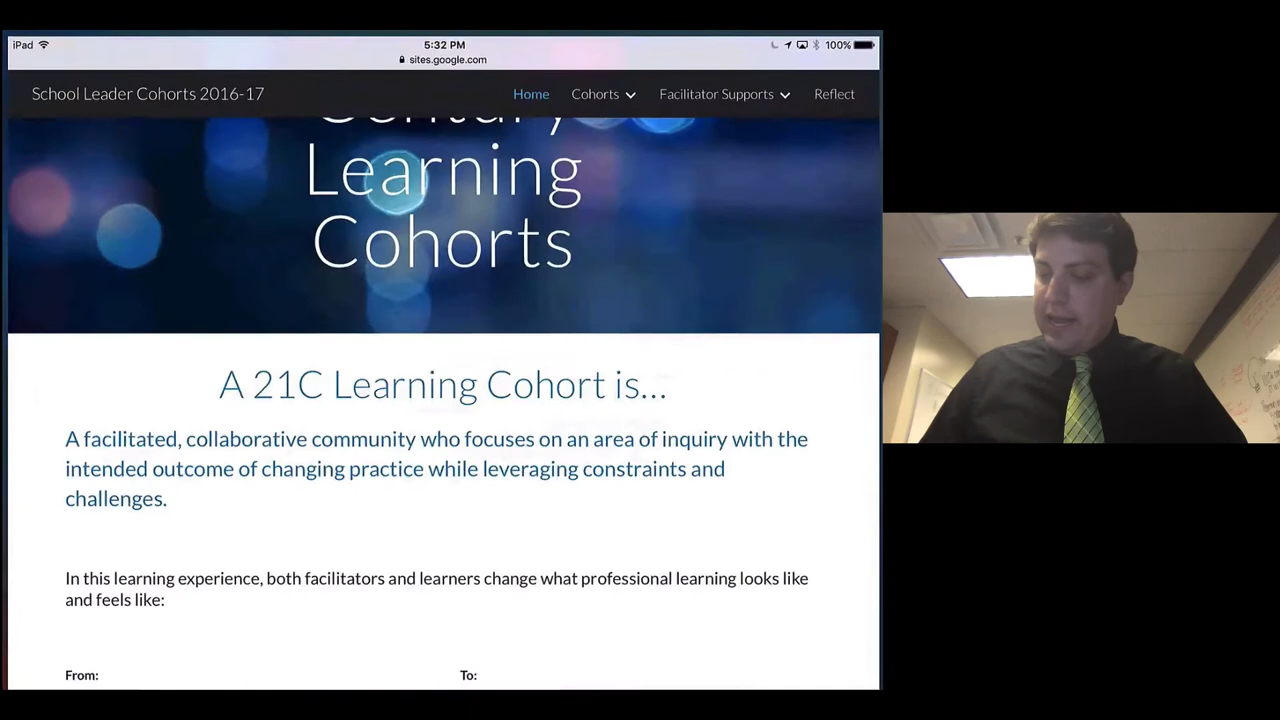 iPad
5:32 PM
100%
sites.google.com
School Leader Cohorts 2016-17
Home
Cohorts
Facilitator Supports
Reflect
Century
Learning
Cohorts
A 21C Learning Cohort is...
A facilitated, collaborative community who focuses on an area of inquiry with the
intended outcome of changing practice while leveraging constraints and
challenges.
In this learning experience, both facilitators and learners change what professional learning looks like
and feels like:
From:
To: